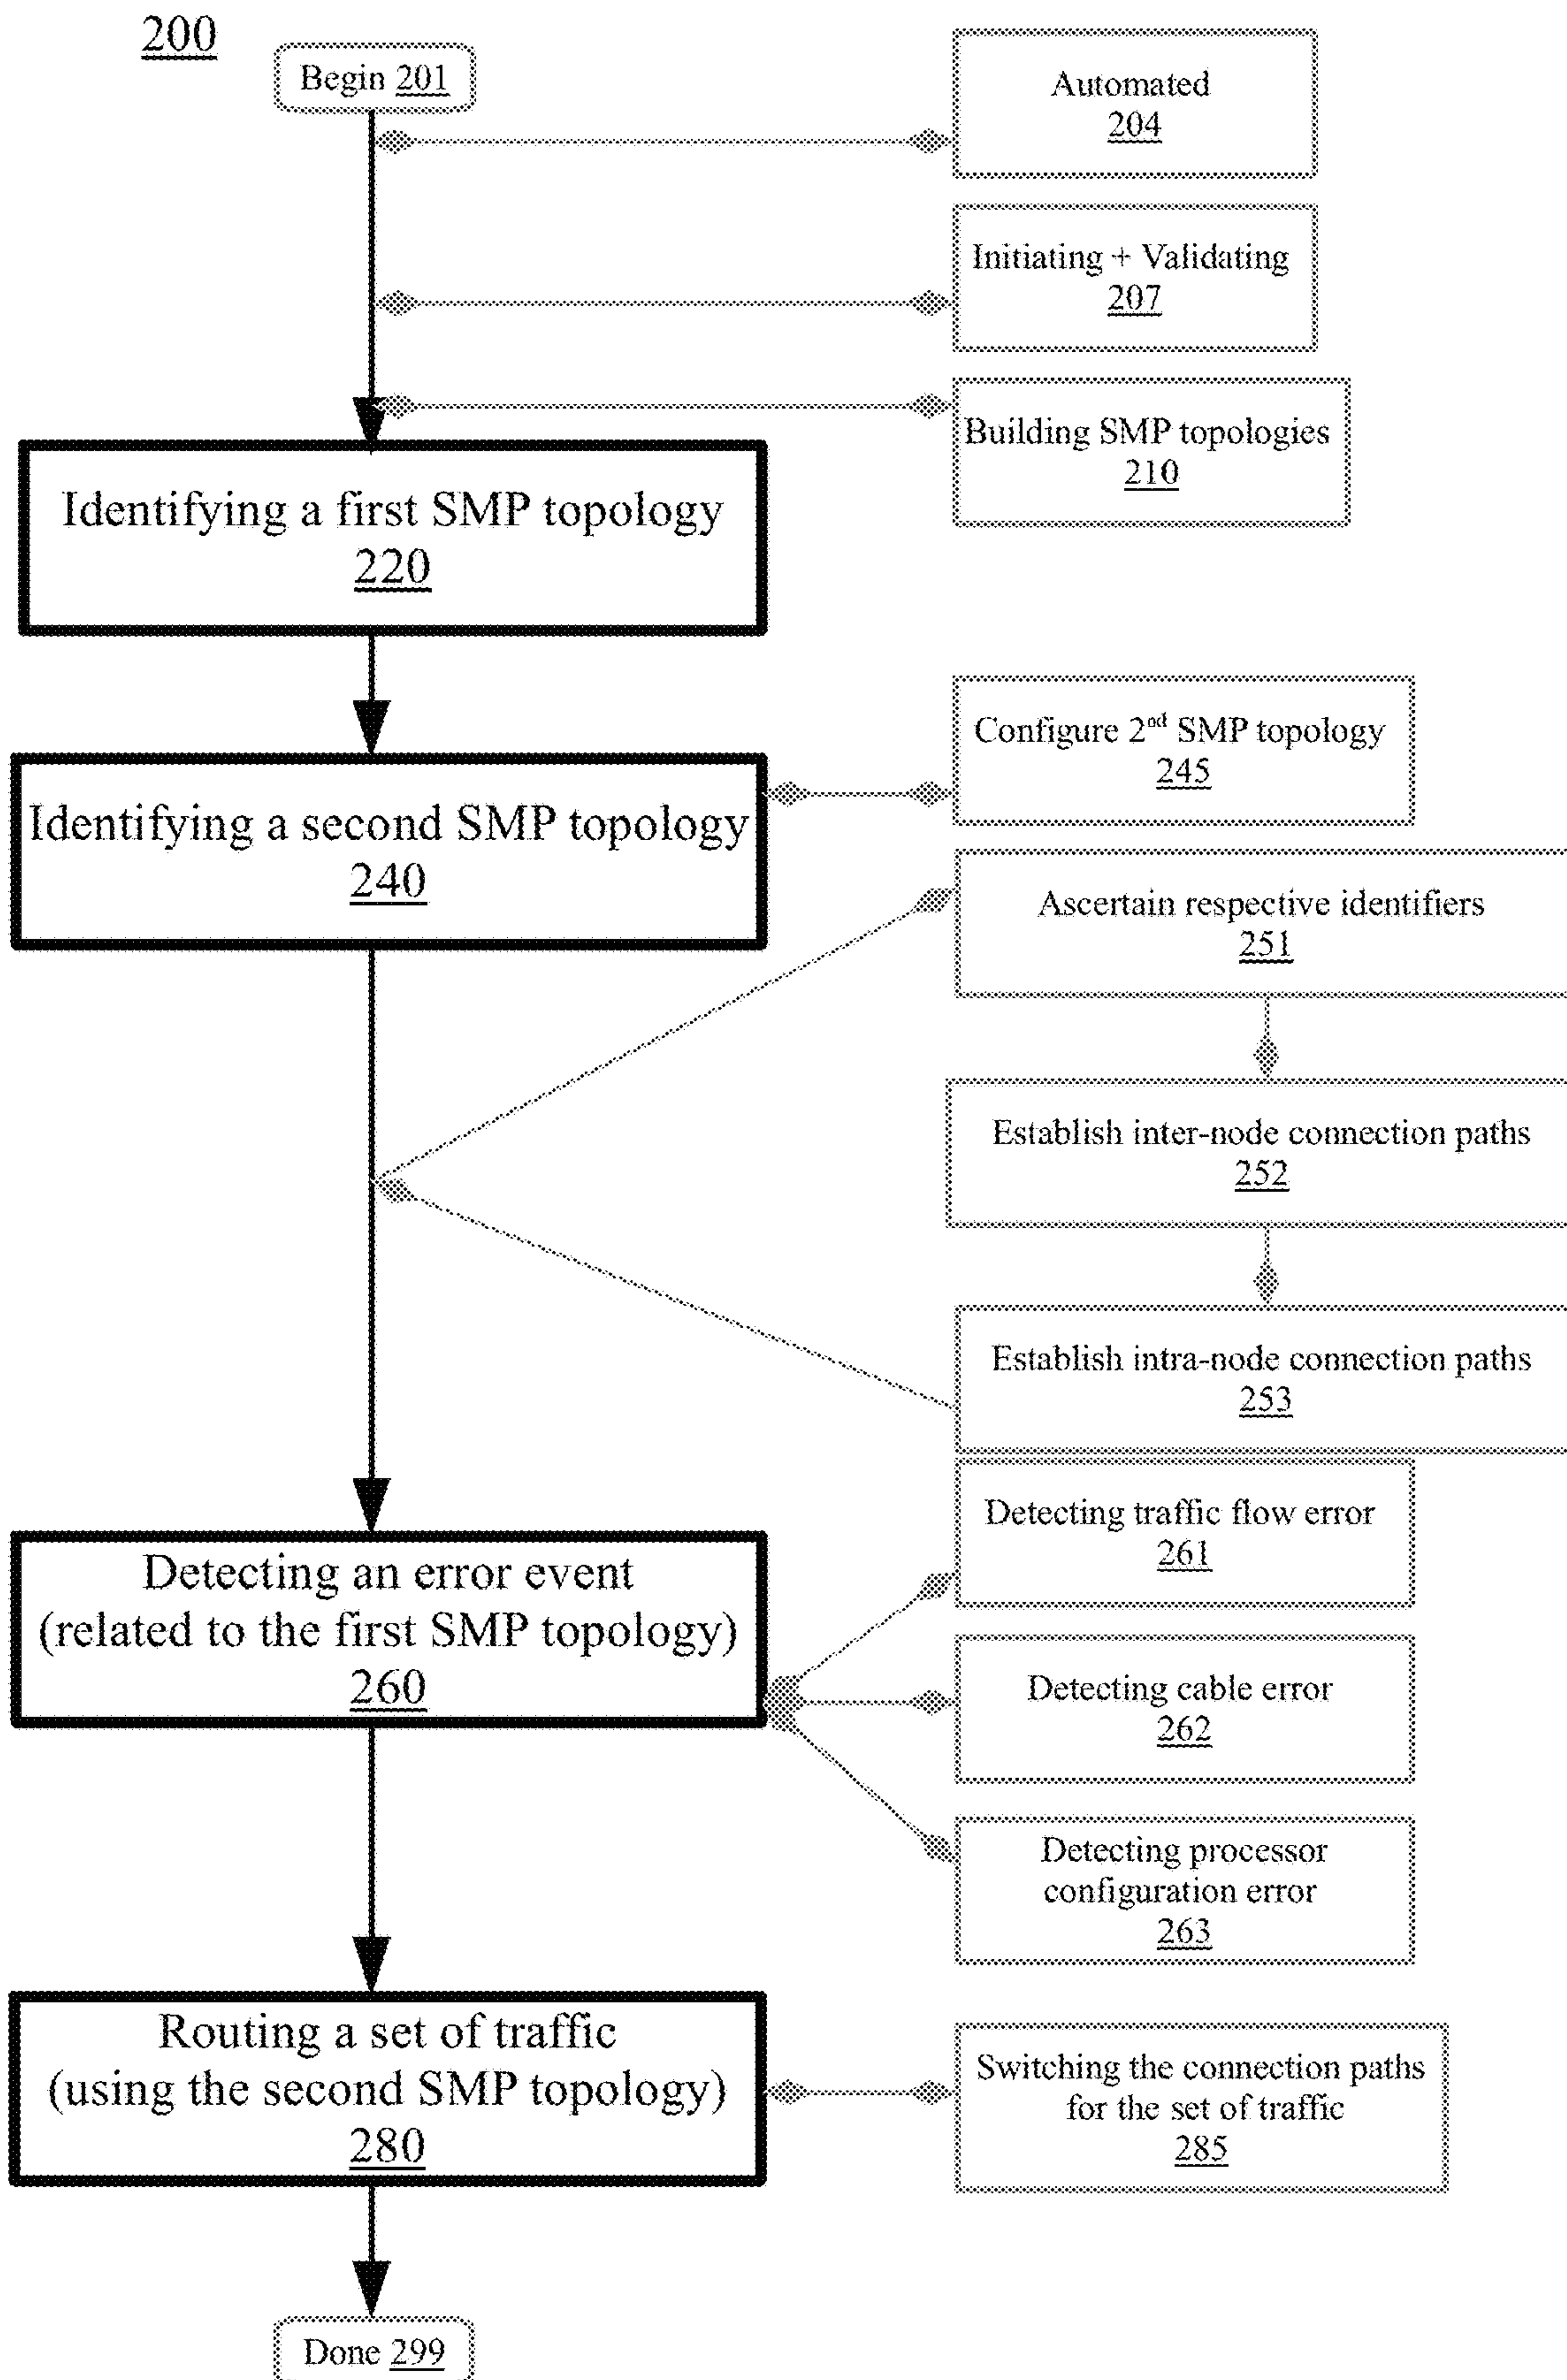 200
Begin 201
Automated
204
Initiating + Validating
207
Building SMP topologies
210
Identifying a first SMP topology
220
Configure 2nd SMP topology
245
Identifying a second SMP topology
240
Ascertain respective identifiers
251
Establish inter-node connection paths
252
Establish intra-node connection paths
253
Detecting an error event
(related to the first SMP topology)
260
Detecting traffic flow error
261
Detecting cable error
262
Detecting processor
configuration error
263
Routing a set of traffic
(using the second SMP topology)
280
Switching the connection paths
for the set of traffic
285
Done 299